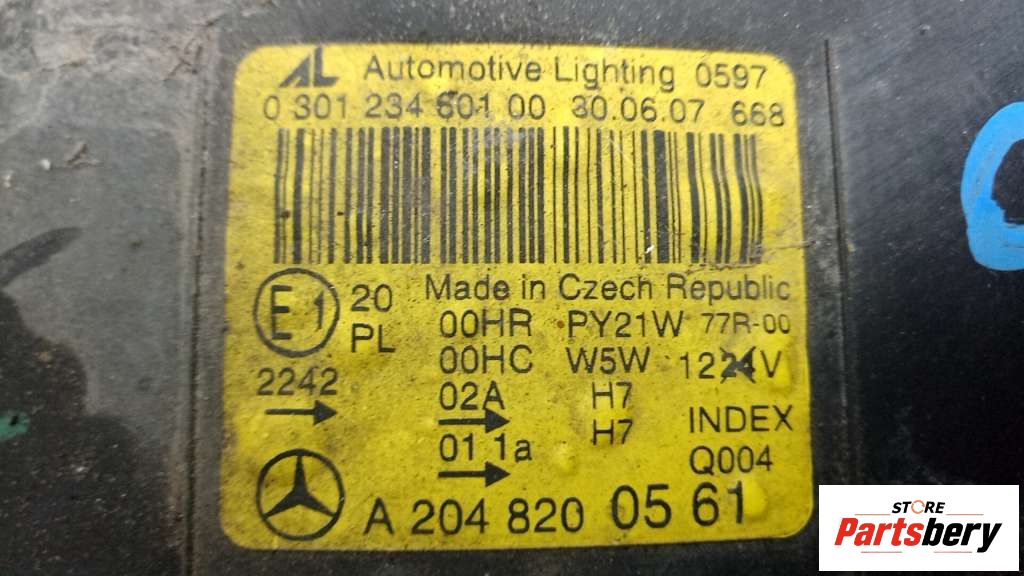 AL Automotive Lighting 0597
0 301 234 601 00 30.06.07 668
E1 20 PL Made in Czech Republic
00HR PY21W 77R-00
00HC W5W 1224V
2242 02A H7 INDEX
01 1a H7 Q004
A 204 820 05 61
STORE
Partsbery